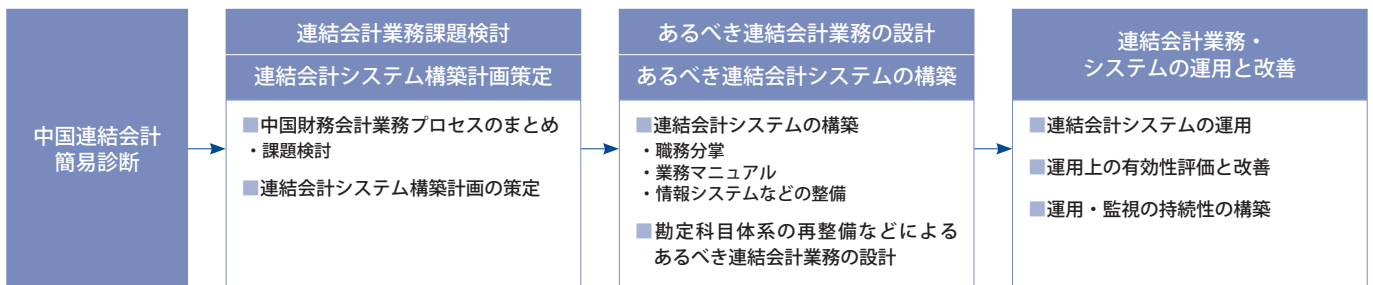 中国連結会計
簡易診断
連結会計業務課題検討
連結会計システム構築計画策定
■中国財務会計業務プロセスのまとめ
・課題検討
■連結会計システム構築計画の策定
あるべき連結会計業務の設計
あるべき連結会計システムの構築
■連結会計システムの構築
・職務分掌
・業務マニュアル
・情報システムなどの整備
■勘定科目体系の再整備などによる
あるべき連結会計業務の設計
連結会計業務・
システムの運用と改善
■連結会計システムの運用
■運用上の有効性評価と改善
■運用・監視の持続性の構築